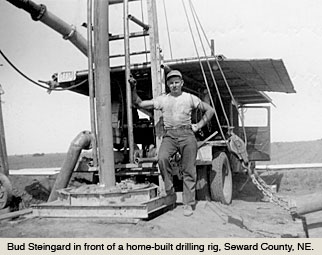 Bud Steingard in front of a home-built drilling rig, Seward County, NE.